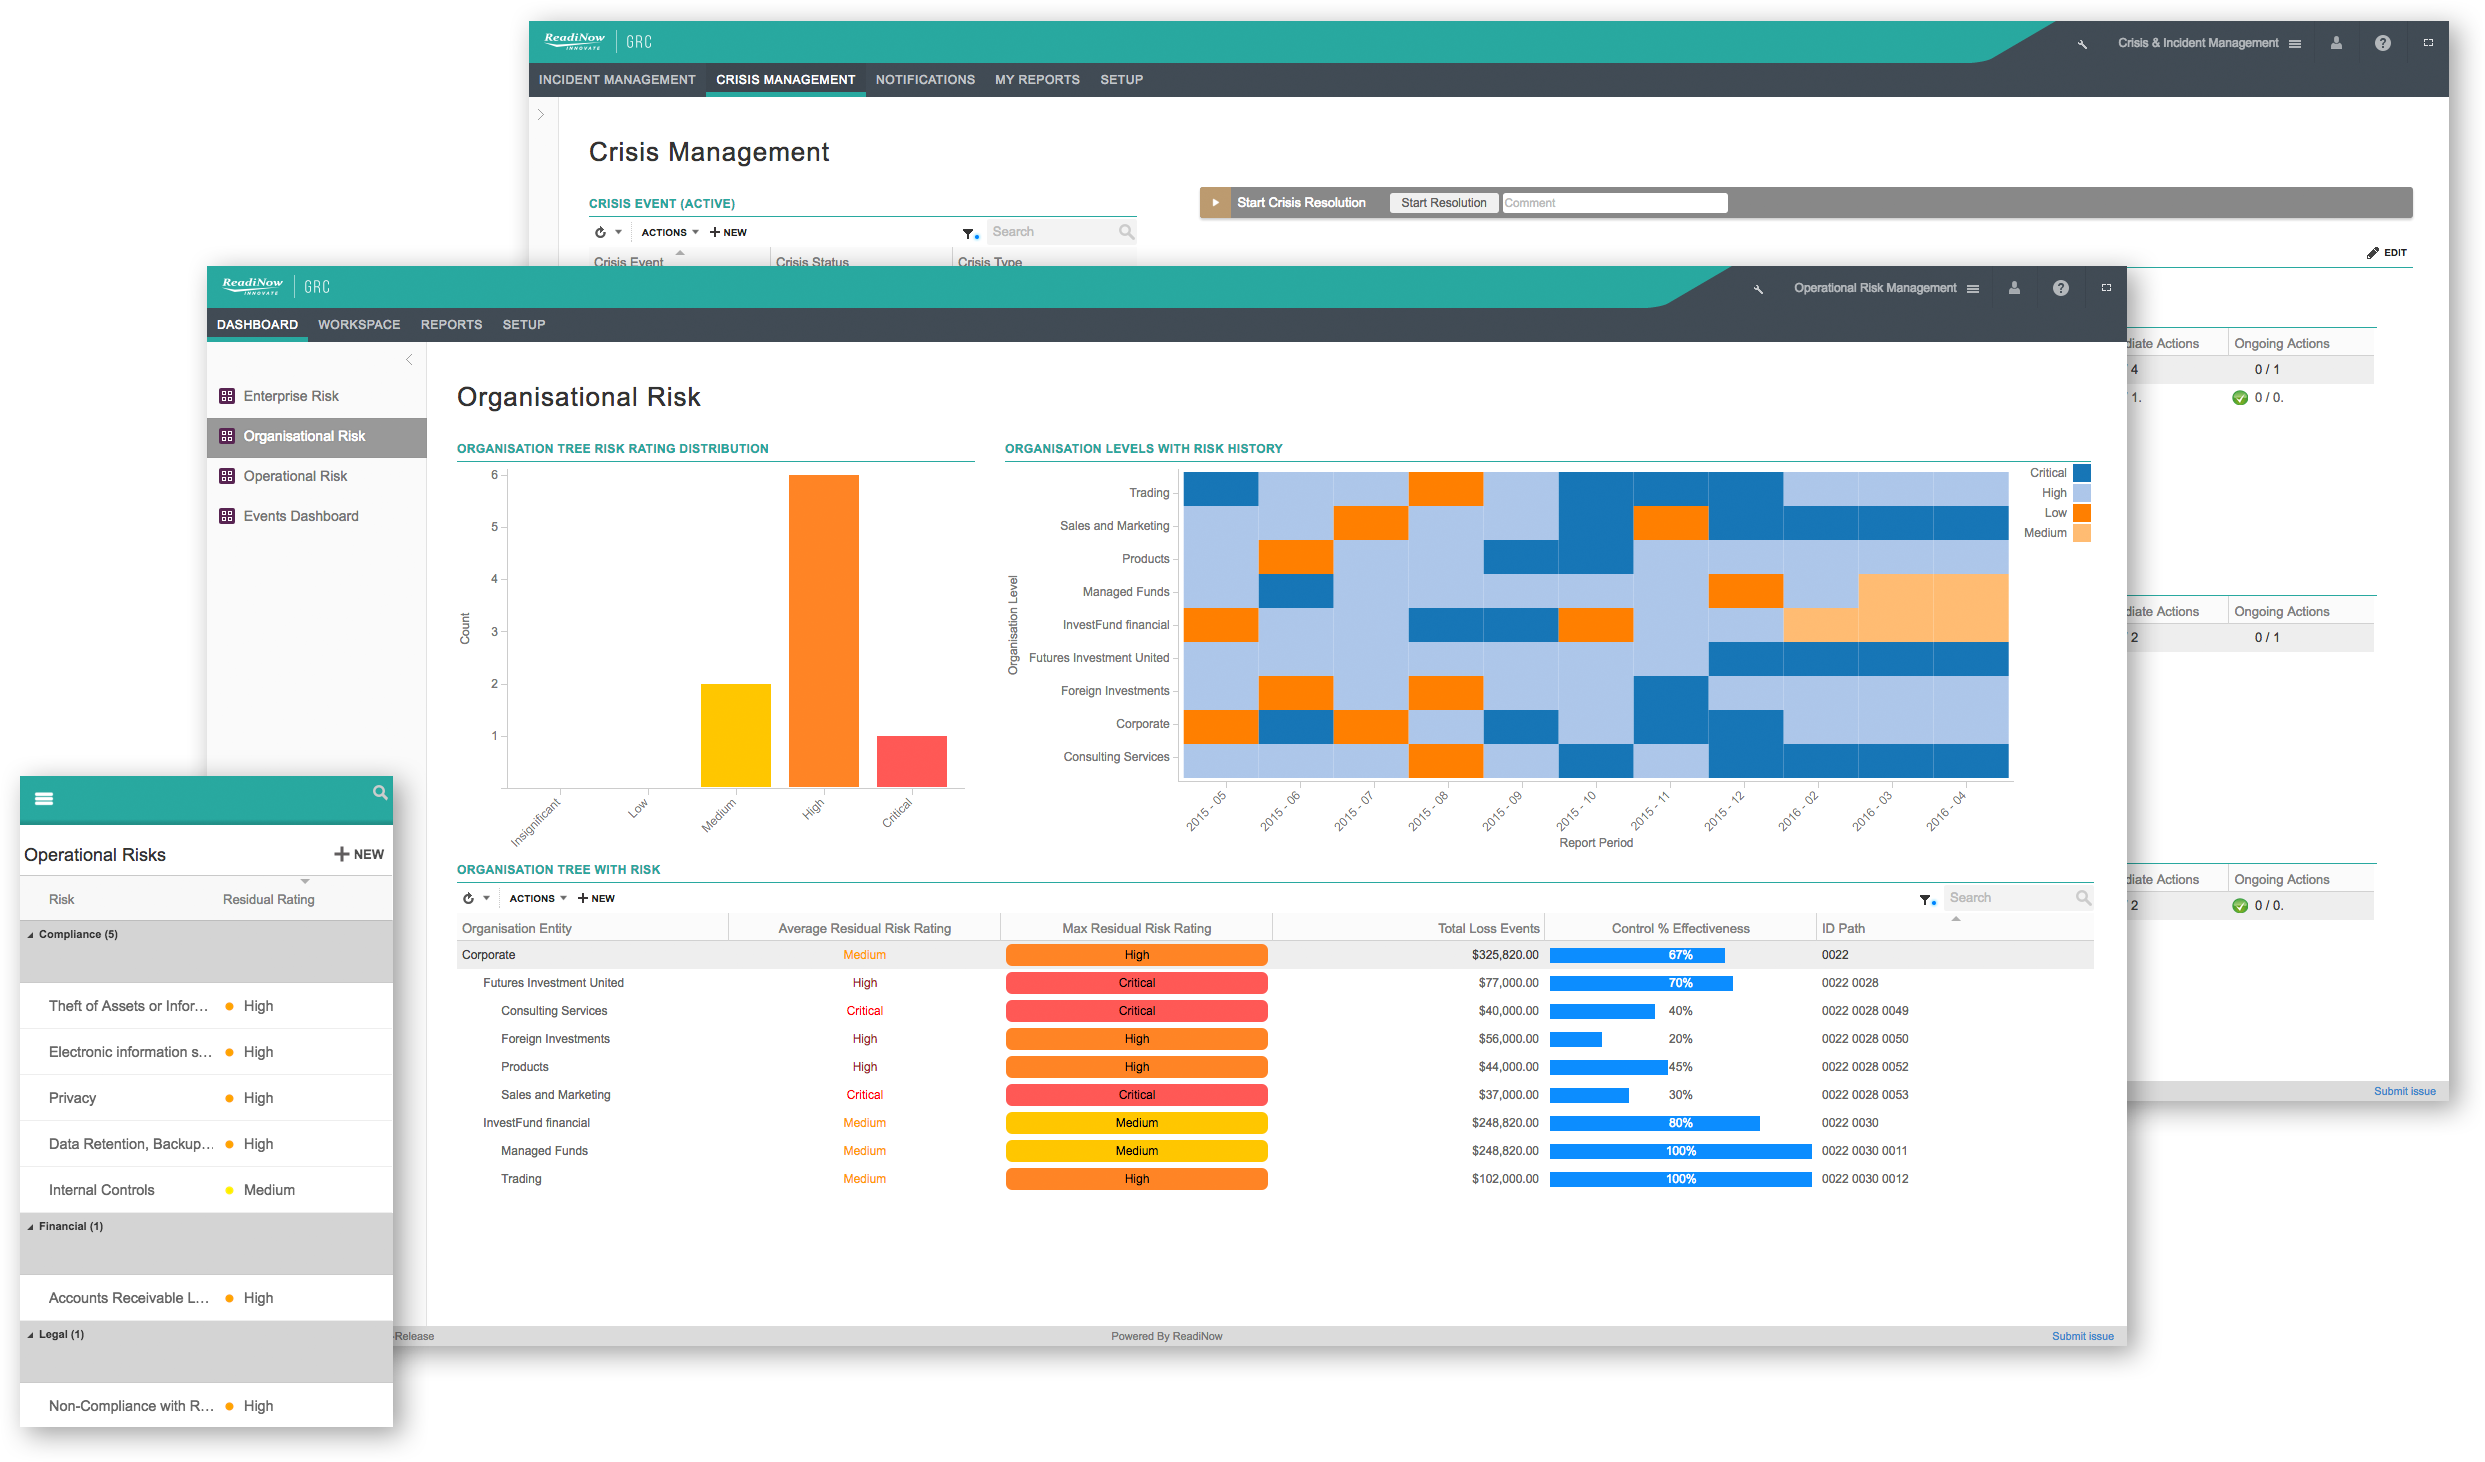 ReadiNow INNOVATE GRC
Crisis & Incident Management
INCIDENT MANAGEMENT CRISIS MANAGEMENT NOTIFICATIONS MY REPORTS SETUP
Crisis Management
CRISIS EVENT (ACTIVE)
Start Crisis Resolution Start Resolution Comment
ACTIONS NEW Search
EDIT
Crisis Event Crisis Status Crisis Type
diate Actions Ongoing Actions
4 0 / 1
1. 0 / 0.
diate Actions Ongoing Actions
2 0 / 1
diate Actions Ongoing Actions
2 0 / 0.
Submit issue
ReadiNow INNOVATE GRC
Operational Risk Management
DASHBOARD WORKSPACE REPORTS SETUP
Enterprise Risk
Organisational Risk
Operational Risk
Events Dashboard
Organisational Risk
ORGANISATION TREE RISK RATING DISTRIBUTION
6
5
4
3
2
1
Count
Insignificant Low Medium High Critical
ORGANISATION LEVELS WITH RISK HISTORY
Organisation Level
Trading
Sales and Marketing
Products
Managed Funds
InvestFund financial
Futures Investment United
Foreign Investments
Corporate
Consulting Services
2015 - 05 2015 - 06 2015 - 07 2015 - 08 2015 - 09 2015 - 10 2015 - 11 2015 - 12 2016 - 02 2016 - 03 2016 - 04
Report Period
Critical
High
Low
Medium
ORGANISATION TREE WITH RISK
ACTIONS NEW Search
Organisation Entity Average Residual Risk Rating Max Residual Risk Rating Total Loss Events Control % Effectiveness ID Path
Corporate Medium High $325,820.00 67% 0022
Futures Investment United High Critical $77,000.00 70% 0022 0028
Consulting Services Critical Critical $40,000.00 40% 0022 0028 0049
Foreign Investments High High $56,000.00 20% 0022 0028 0050
Products High High $44,000.00 45% 0022 0028 0052
Sales and Marketing Critical Critical $37,000.00 30% 0022 0028 0053
InvestFund financial Medium Medium $248,820.00 80% 0022 0030
Managed Funds Medium Medium $248,820.00 100% 0022 0030 0011
Trading Medium High $102,000.00 100% 0022 0030 0012
-Release Powered By ReadiNow Submit issue
Operational Risks NEW
Risk Residual Rating
Compliance (5)
Theft of Assets or Infor... High
Electronic information s... High
Privacy High
Data Retention, Backup... High
Internal Controls Medium
Financial (1)
Accounts Receivable L... High
Legal (1)
Non-Compliance with R... High